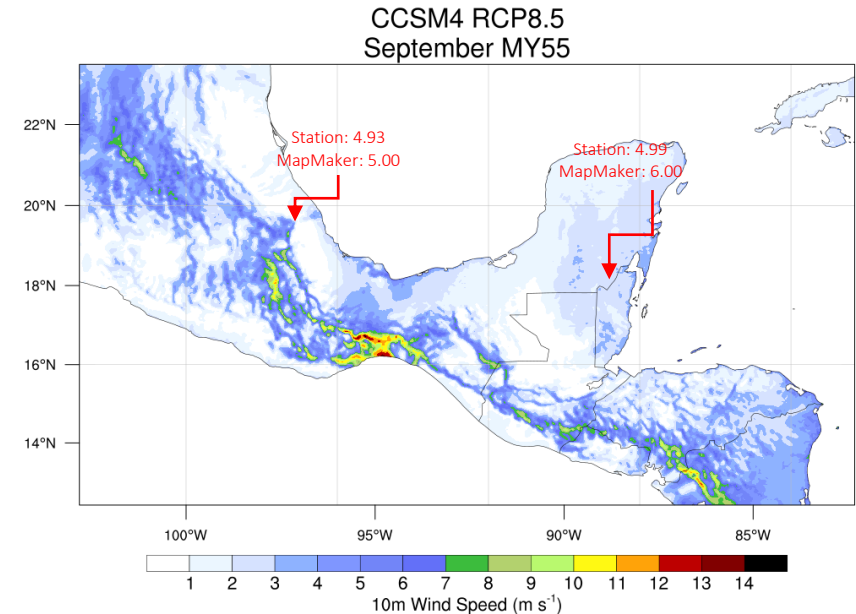 CCSM4 RCP8.5
September MY55
Station: 4.93
MapMaker: 5.00
Station: 4.99
MapMaker: 6.00
22°N
20°N
18°N
16°N
14°N
100°W 95°W 90°W 85°W
1 2 3 4 5 6 7 8 9 10 11 12 13 14
10m Wind Speed (m s⁻¹)